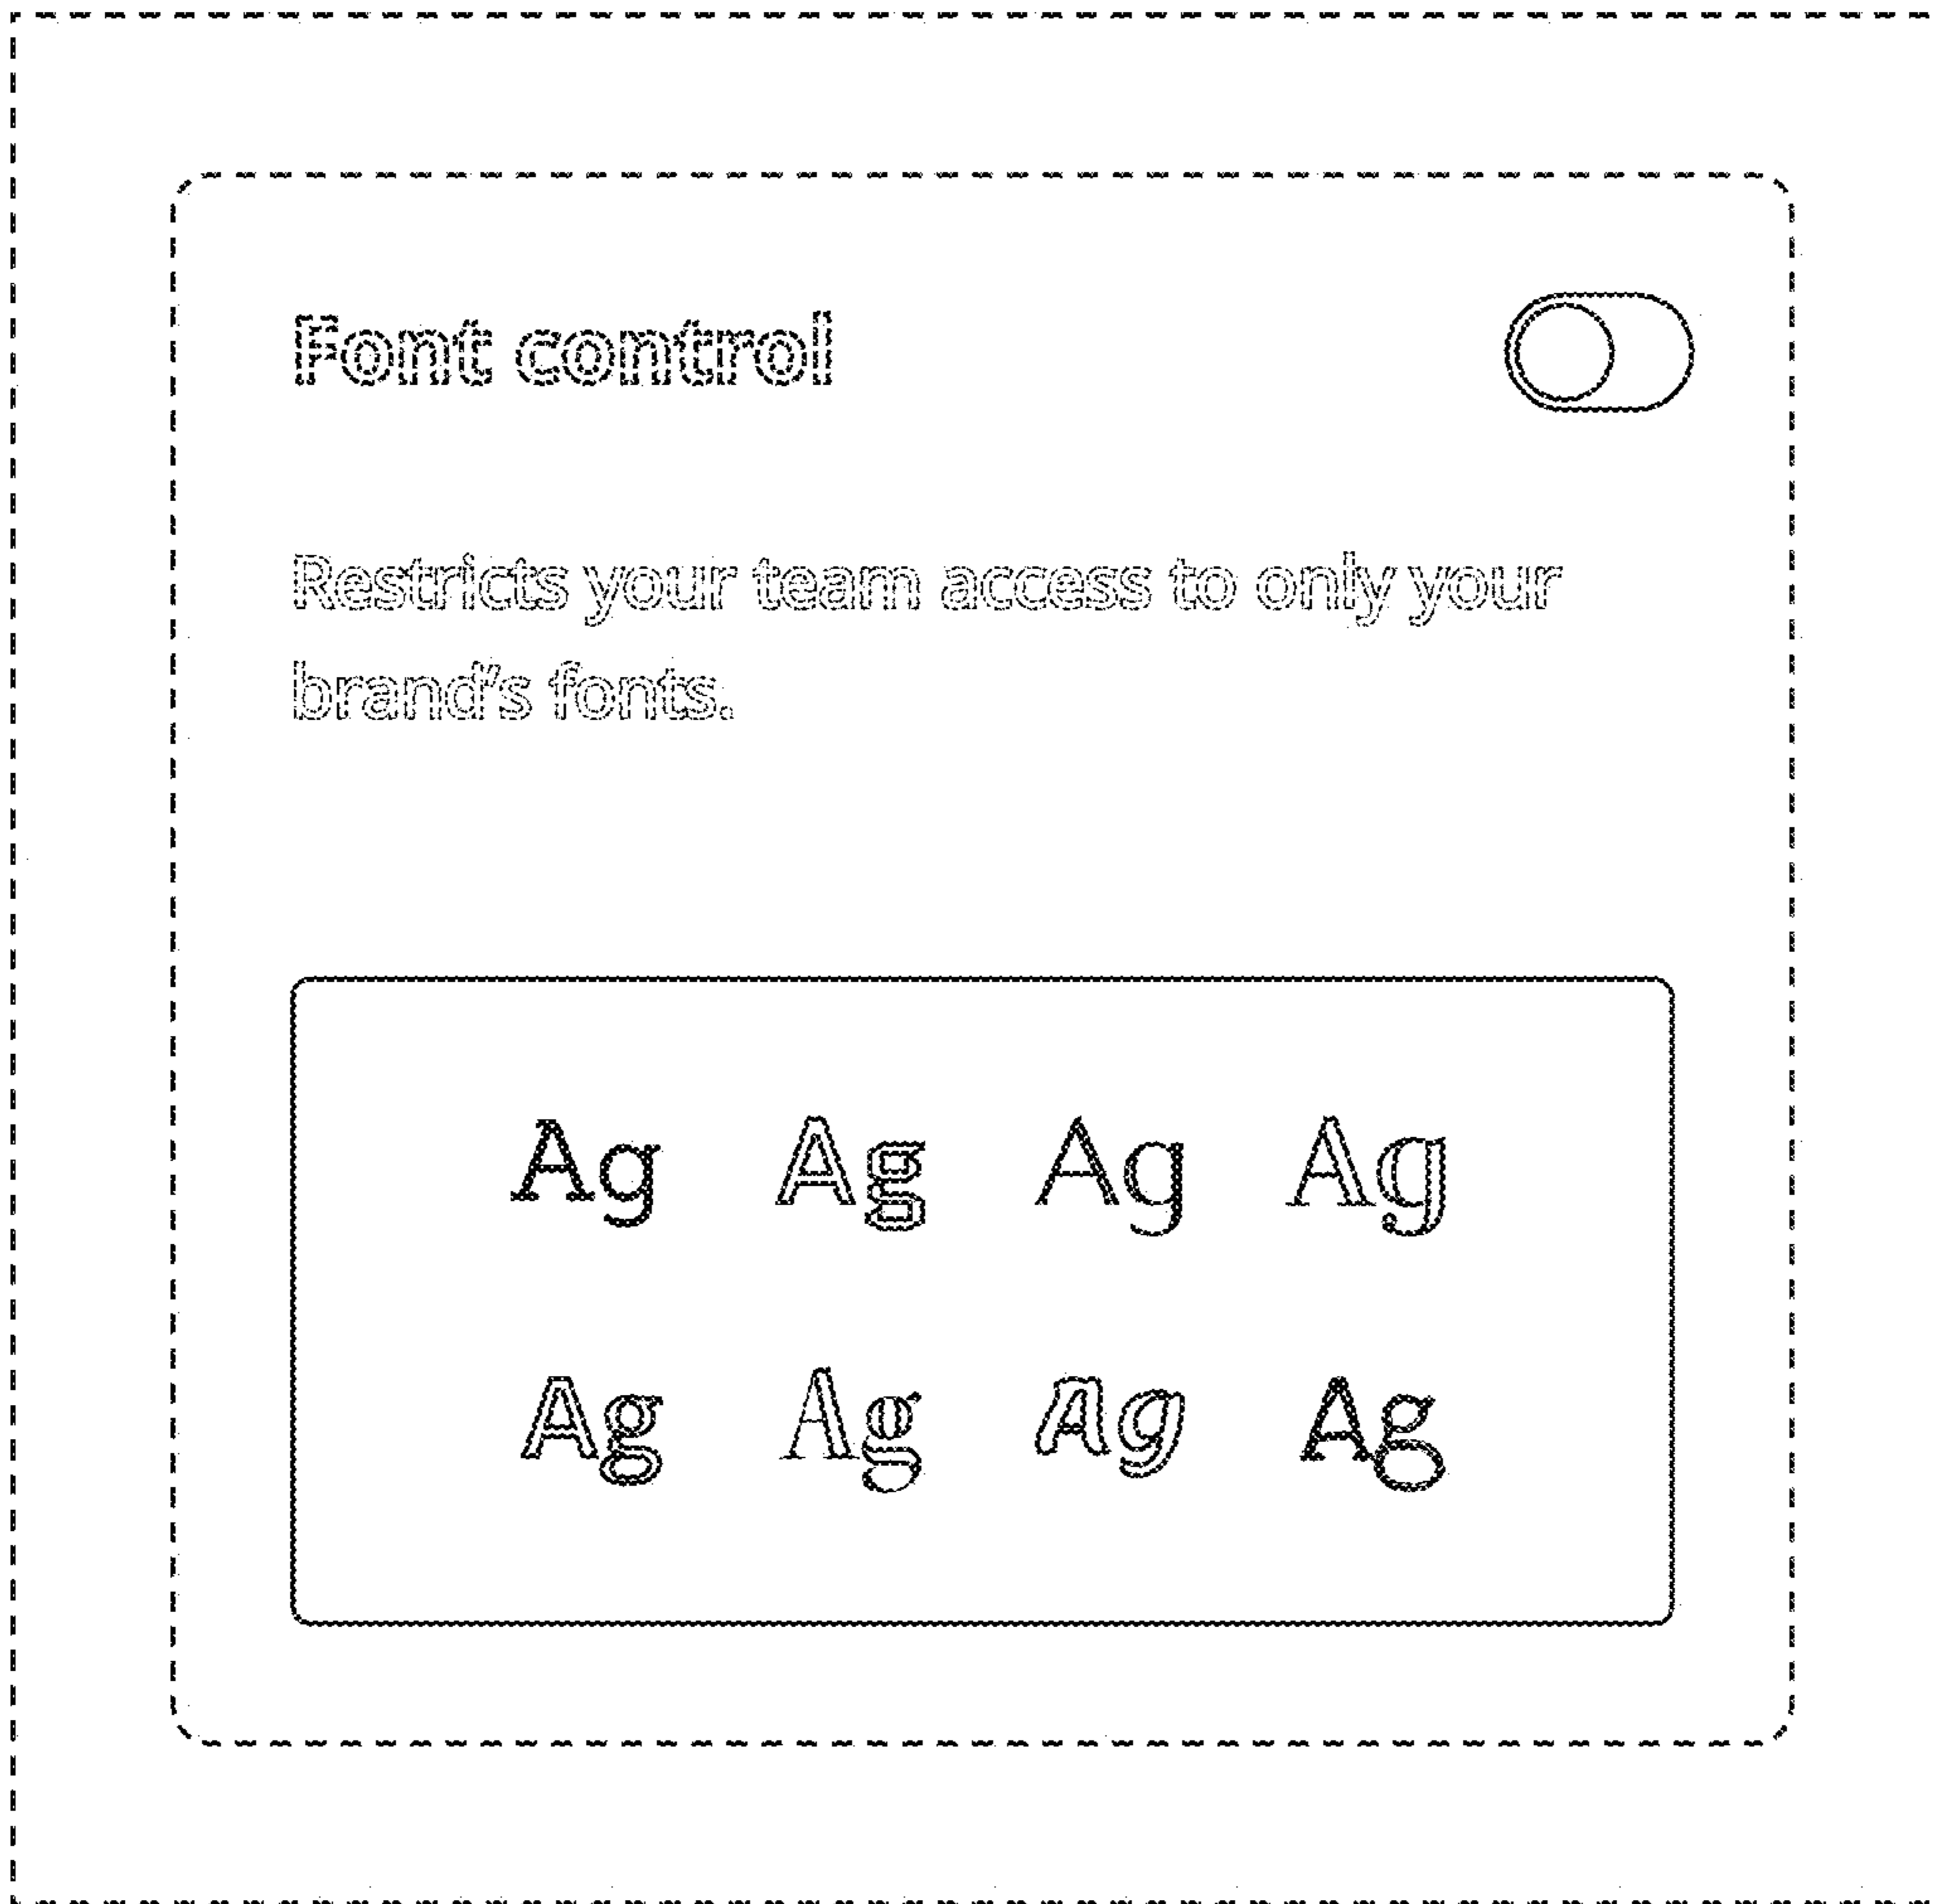 Font control
Restricts your team access to only your
brand's fonts.
Ag Ag Ag Ag
Ag Ag Ag Ag